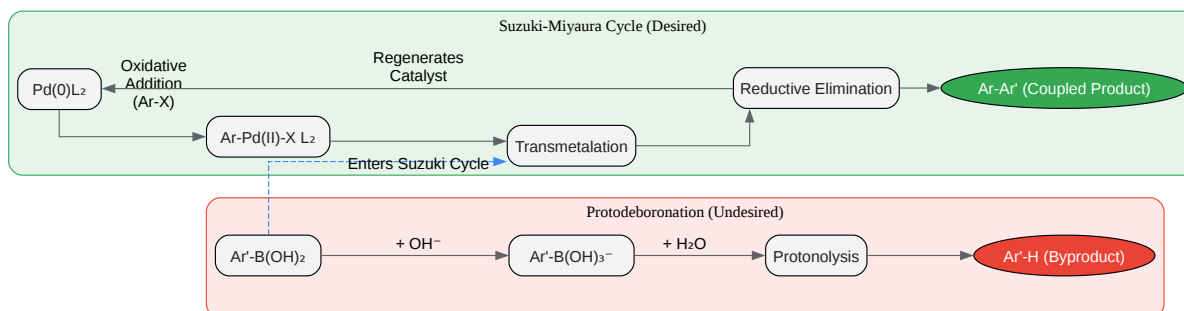 Suzuki-Miyaura Cycle (Desired)
Oxidative
Addition
(Ar-X)
Regenerates
Catalyst
Pd(0)L₂
Reductive Elimination
Ar-Ar' (Coupled Product)
Ar-Pd(II)-X L₂
Transmetalation
Enters Suzuki Cycle
Protodeboronation (Undesired)
Ar'-B(OH)₂
+ OH⁻
Ar'-B(OH)₃⁻
+ H₂O
Protonolysis
Ar'-H (Byproduct)